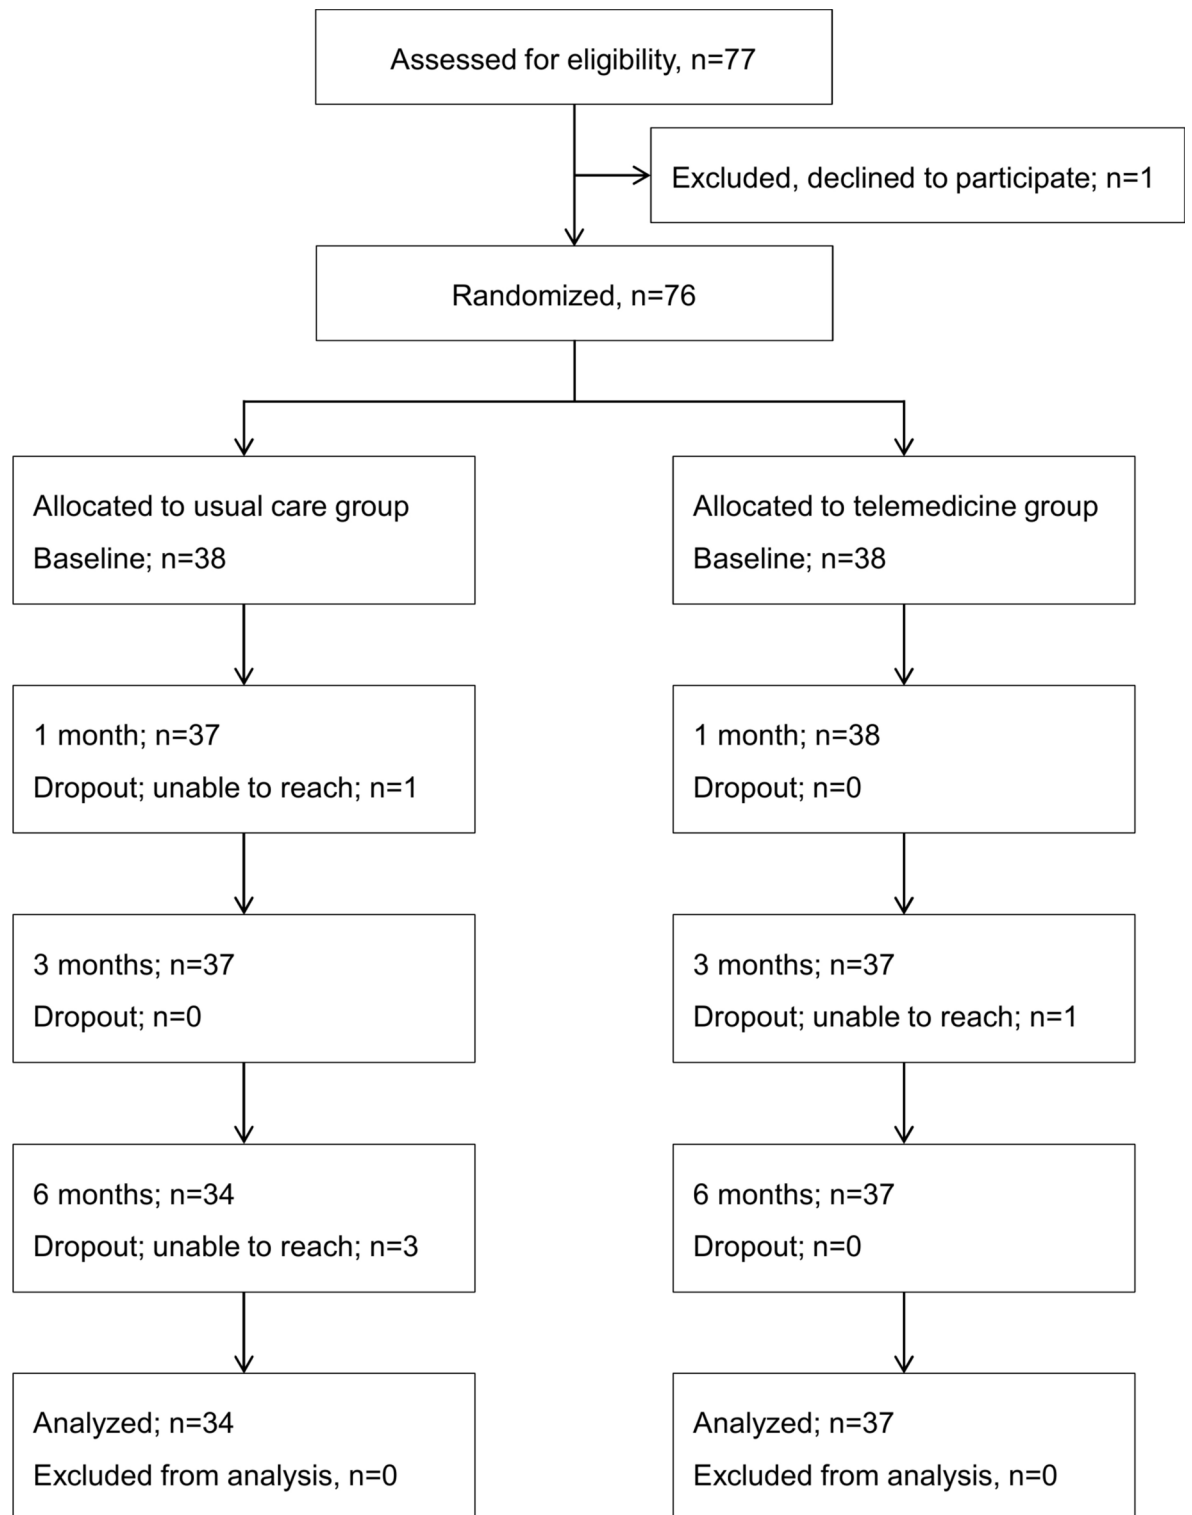 Assessed for eligibility, n=77
Excluded, declined to participate; n=1
Randomized, n=76
Allocated to usual care group
Baseline; n=38
Allocated to telemedicine group
Baseline; n=38
1 month; n=37
Dropout; unable to reach; n=1
1 month; n=38
Dropout; n=0
3 months; n=37
Dropout; n=0
3 months; n=37
Dropout; unable to reach; n=1
6 months; n=34
Dropout; unable to reach; n=3
6 months; n=37
Dropout; n=0
Analyzed; n=34
Excluded from analysis, n=0
Analyzed; n=37
Excluded from analysis, n=0